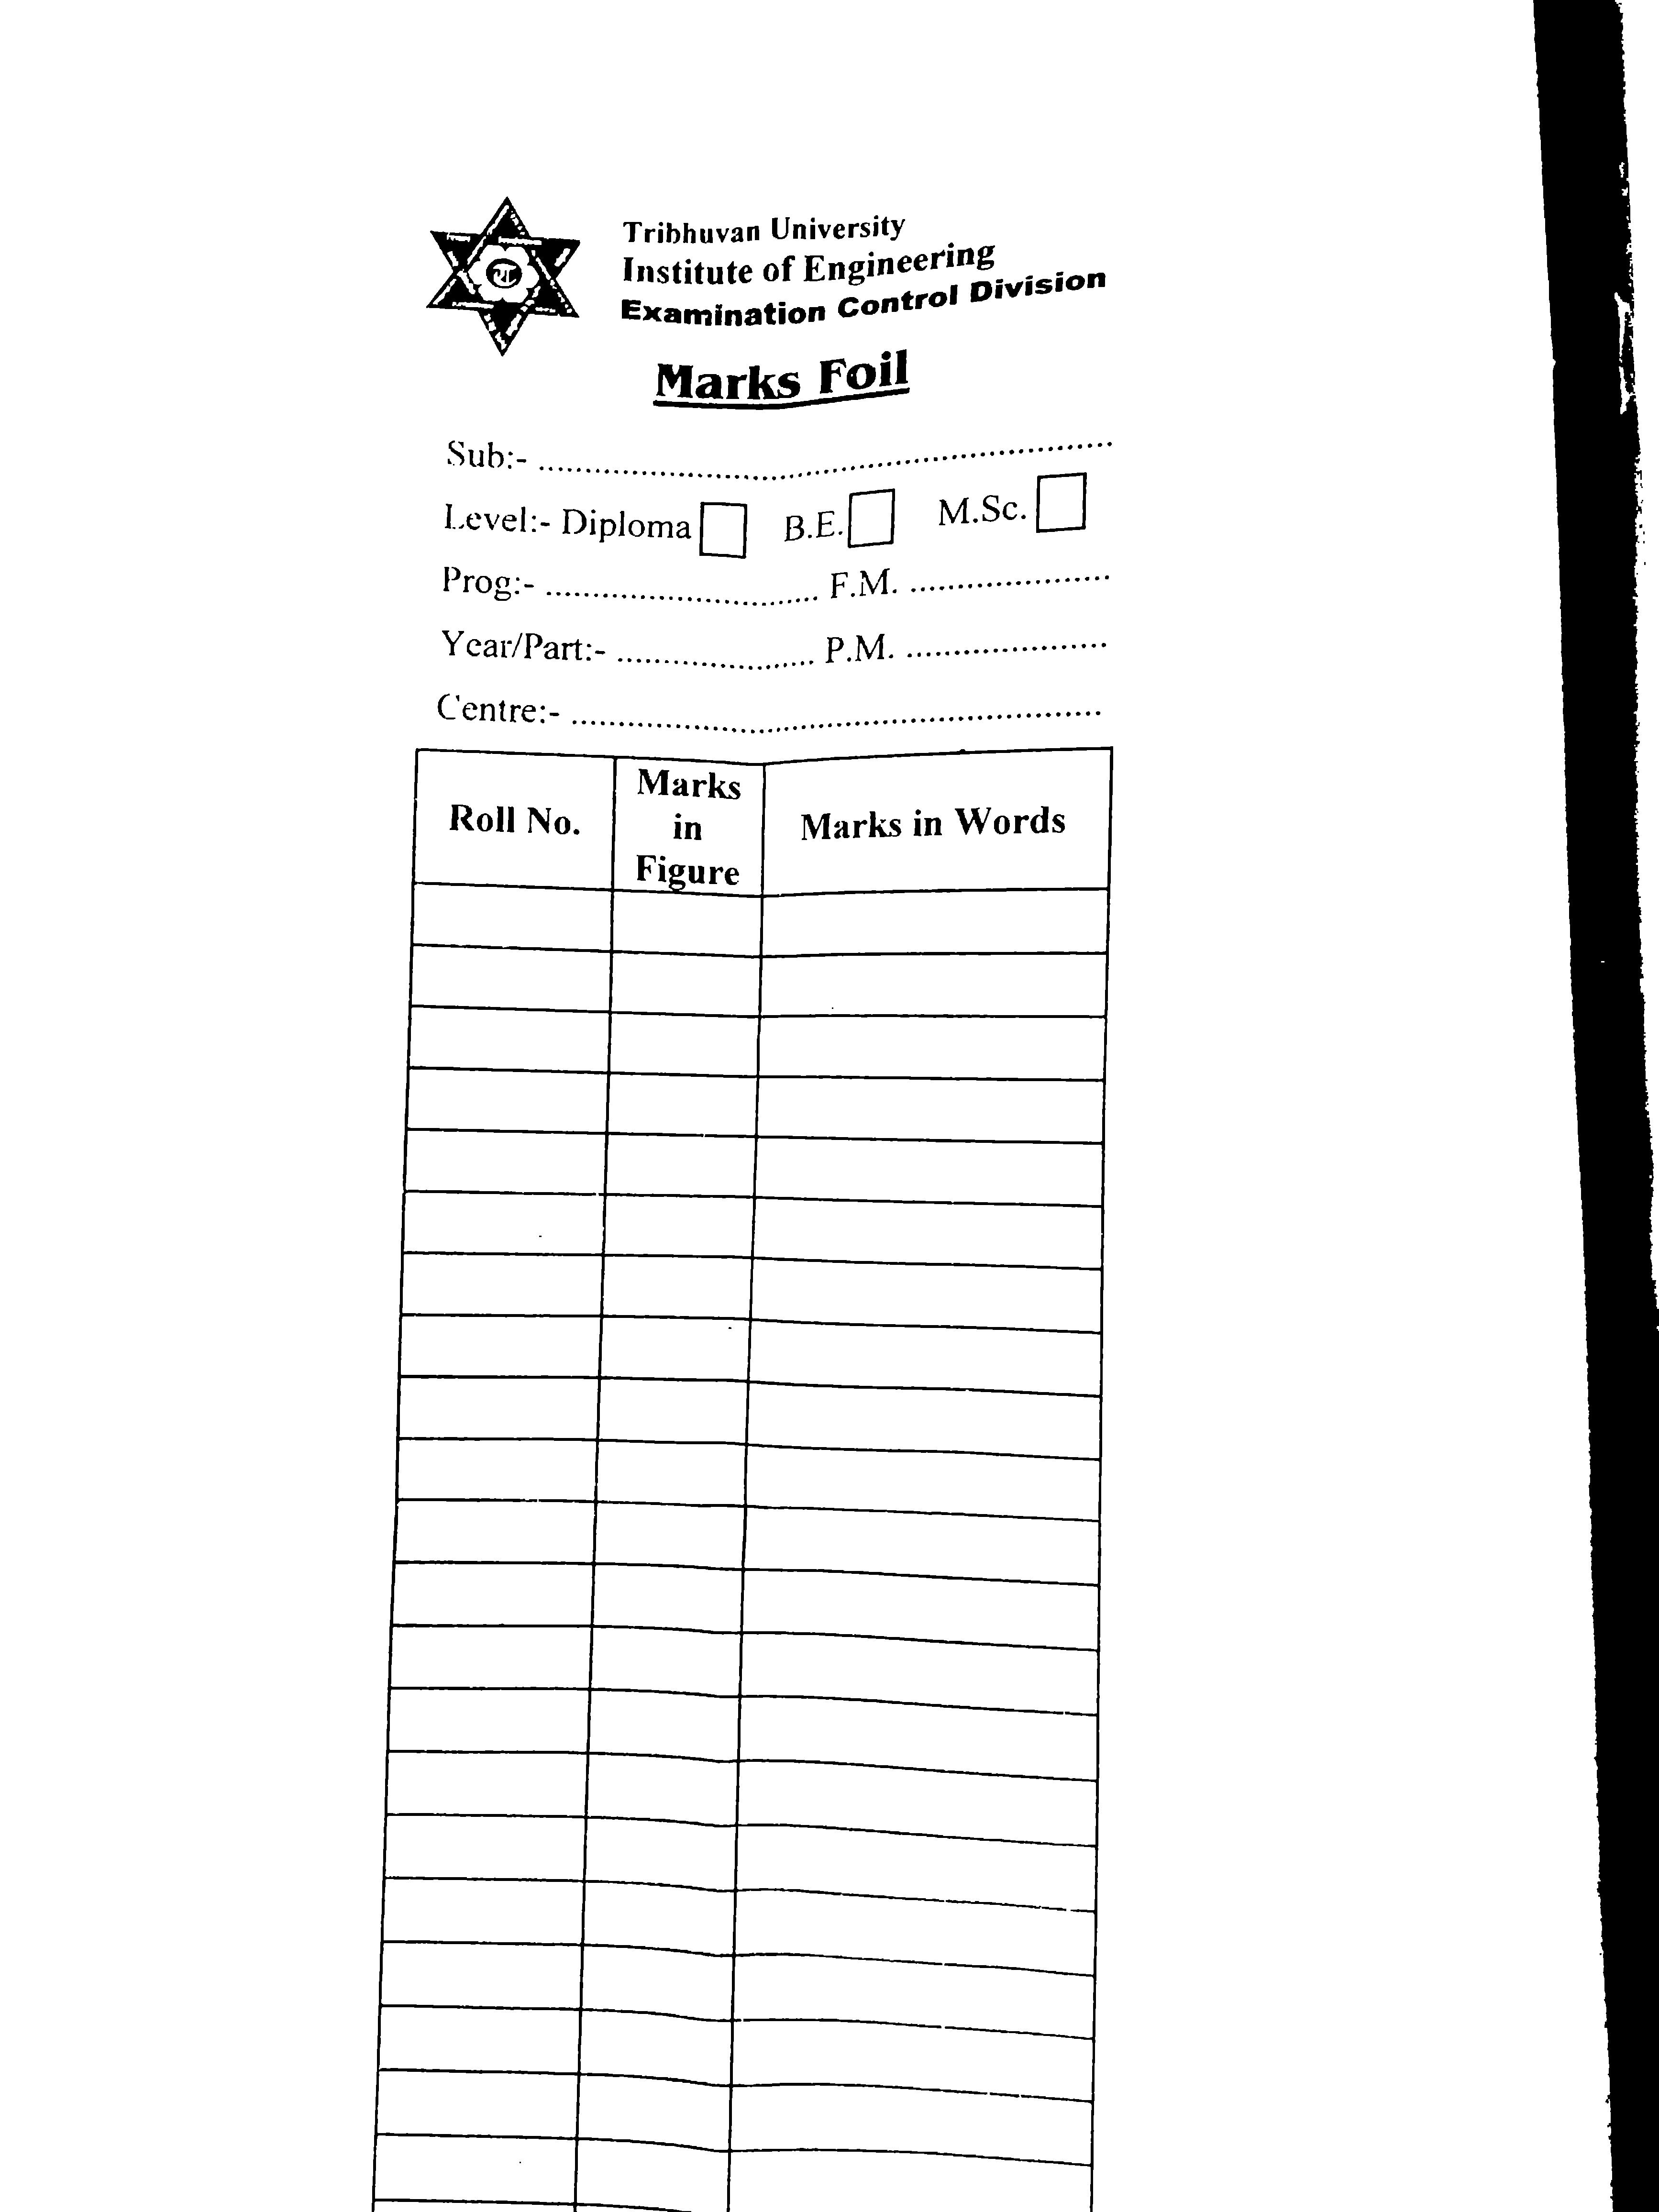 Tribhuvan University
Institute of Engineering
Examination Control Division
Marks Foil
Sub:- ............................................................
Level:- Diploma B.E. M.Sc.
Prog:- ............................. F.M. .....................
Year/Part:- ..................... P.M. .....................
Centre:- ........................................................
Roll No. Marks in Figure Marks in Words